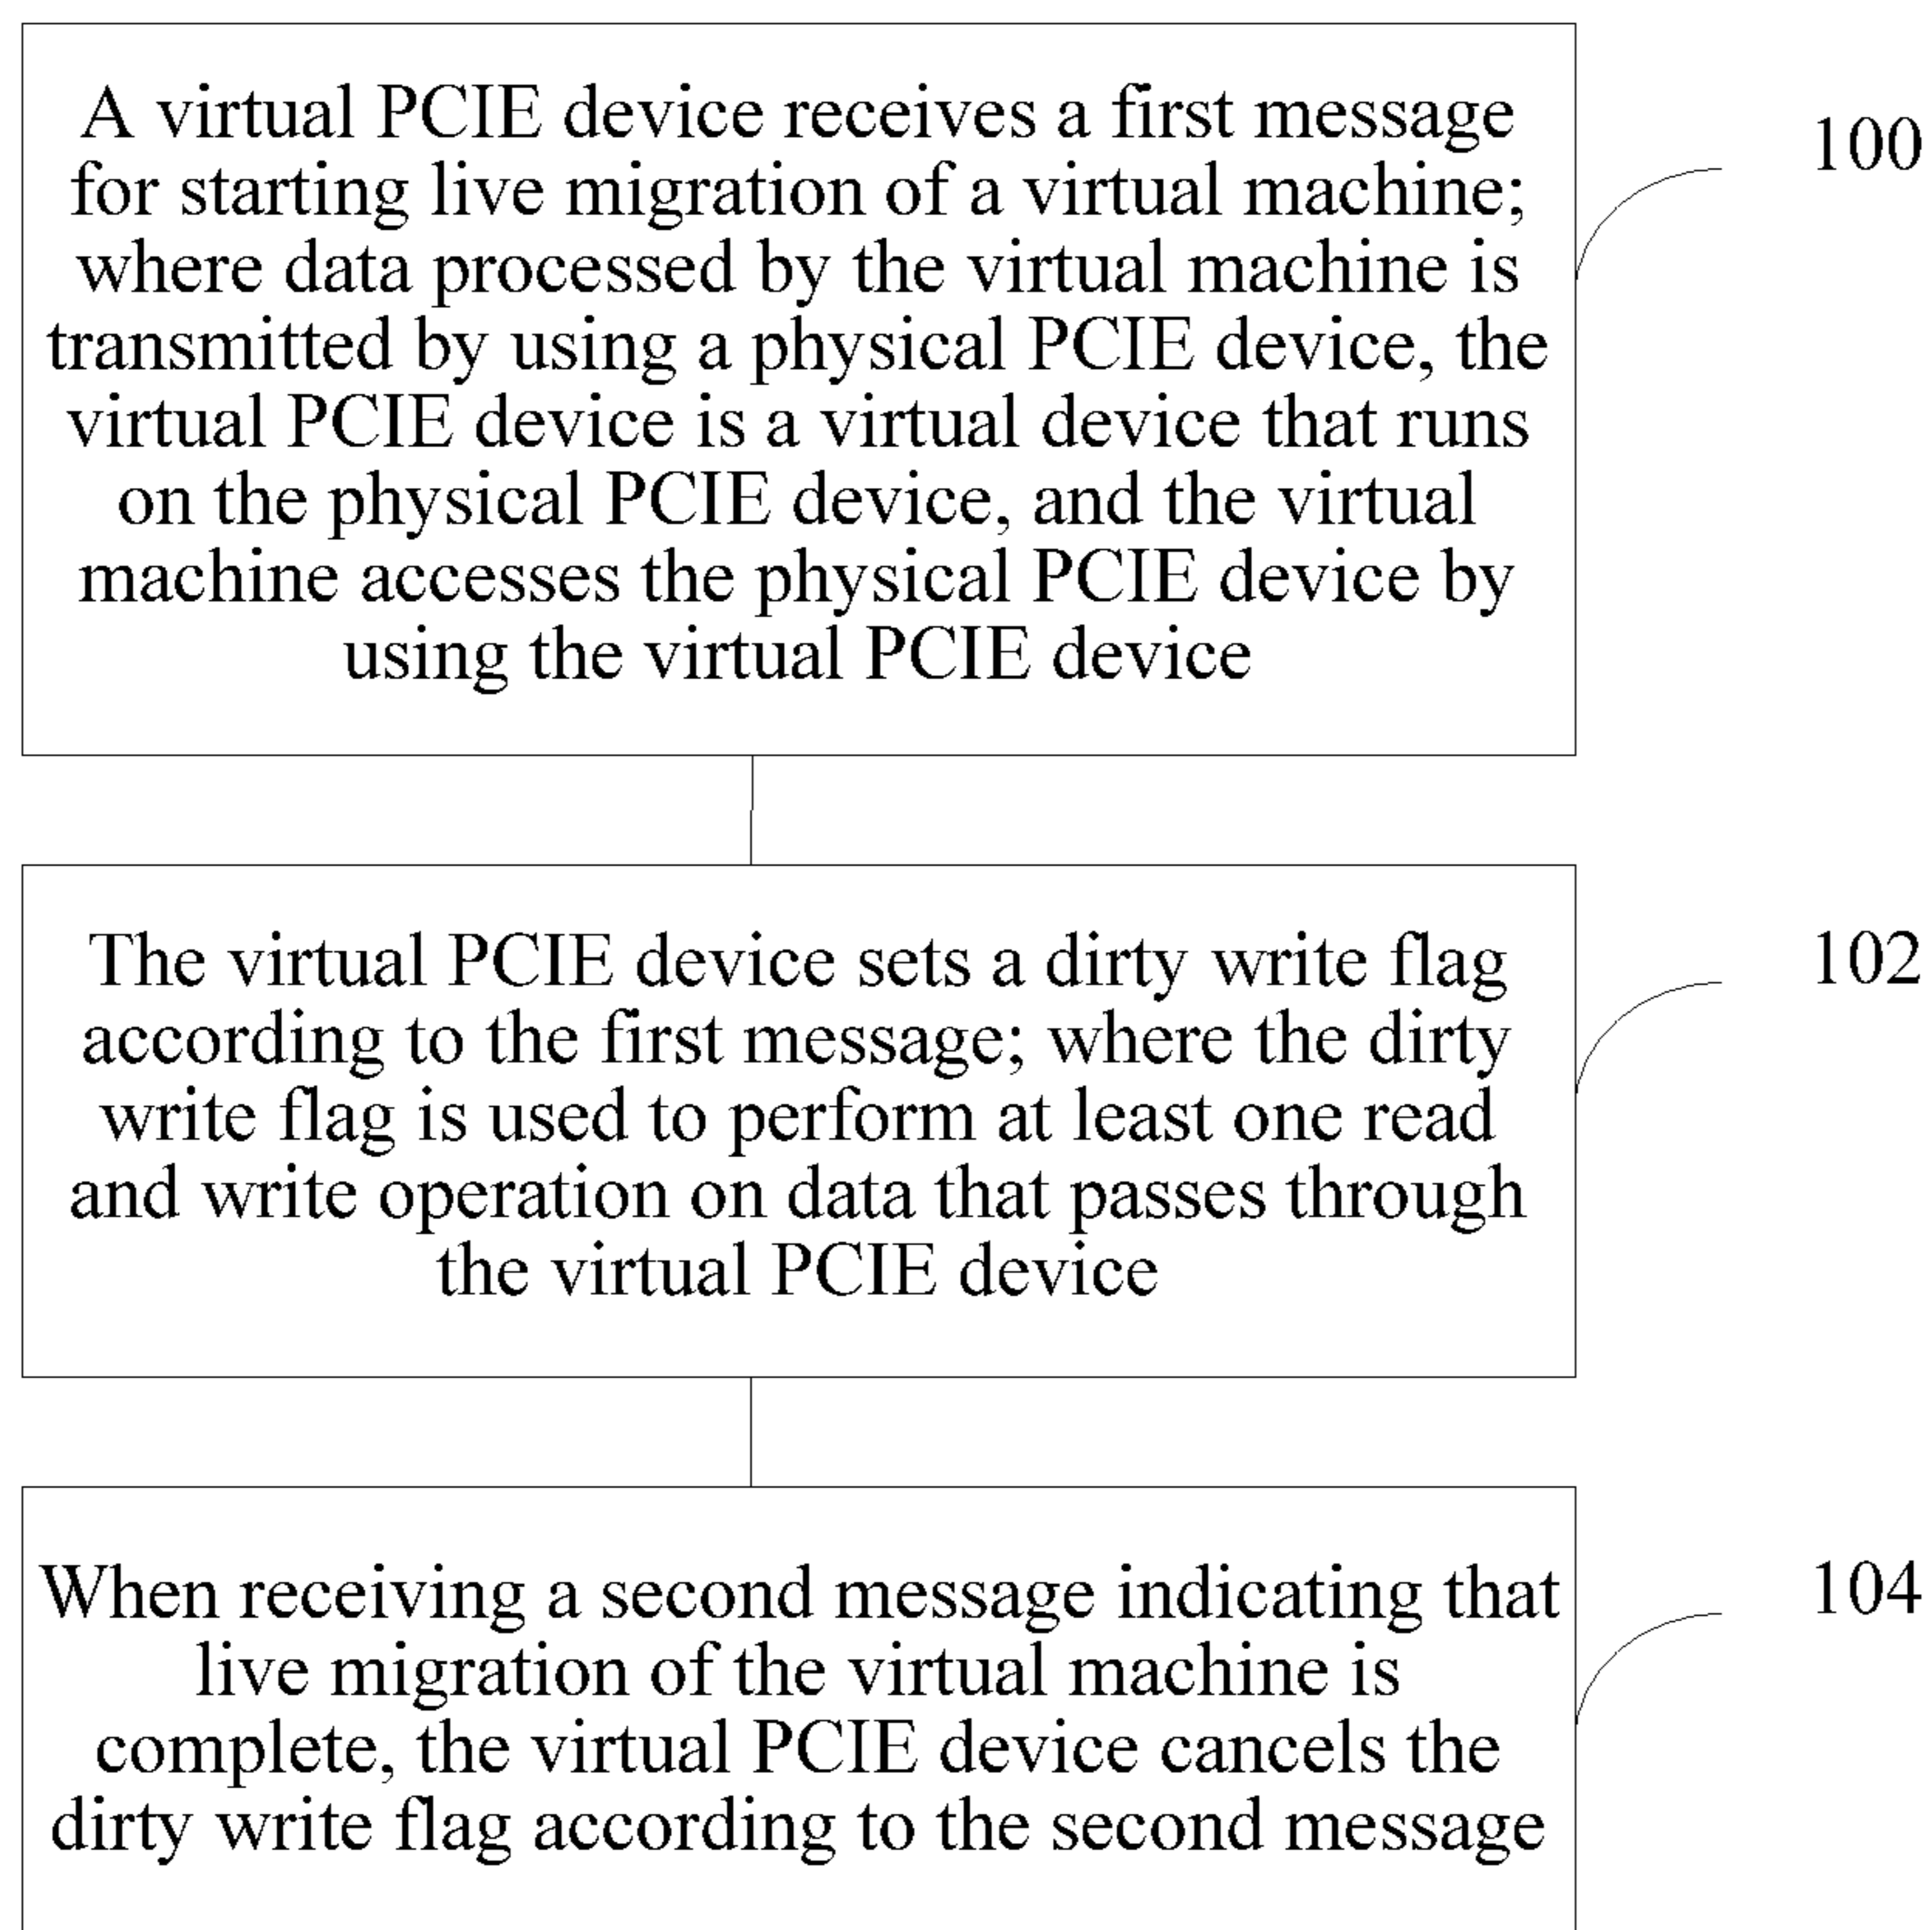 A virtual PCIE device receives a first message
for starting live migration of a virtual machine;
where data processed by the virtual machine is
transmitted by using a physical PCIE device, the
virtual PCIE device is a virtual device that runs
on the physical PCIE device, and the virtual
machine accesses the physical PCIE device by
using the virtual PCIE device
100
The virtual PCIE device sets a dirty write flag
according to the first message; where the dirty
write flag is used to perform at least one read
and write operation on data that passes through
the virtual PCIE device
102
When receiving a second message indicating that
live migration of the virtual machine is
complete, the virtual PCIE device cancels the
dirty write flag according to the second message
104